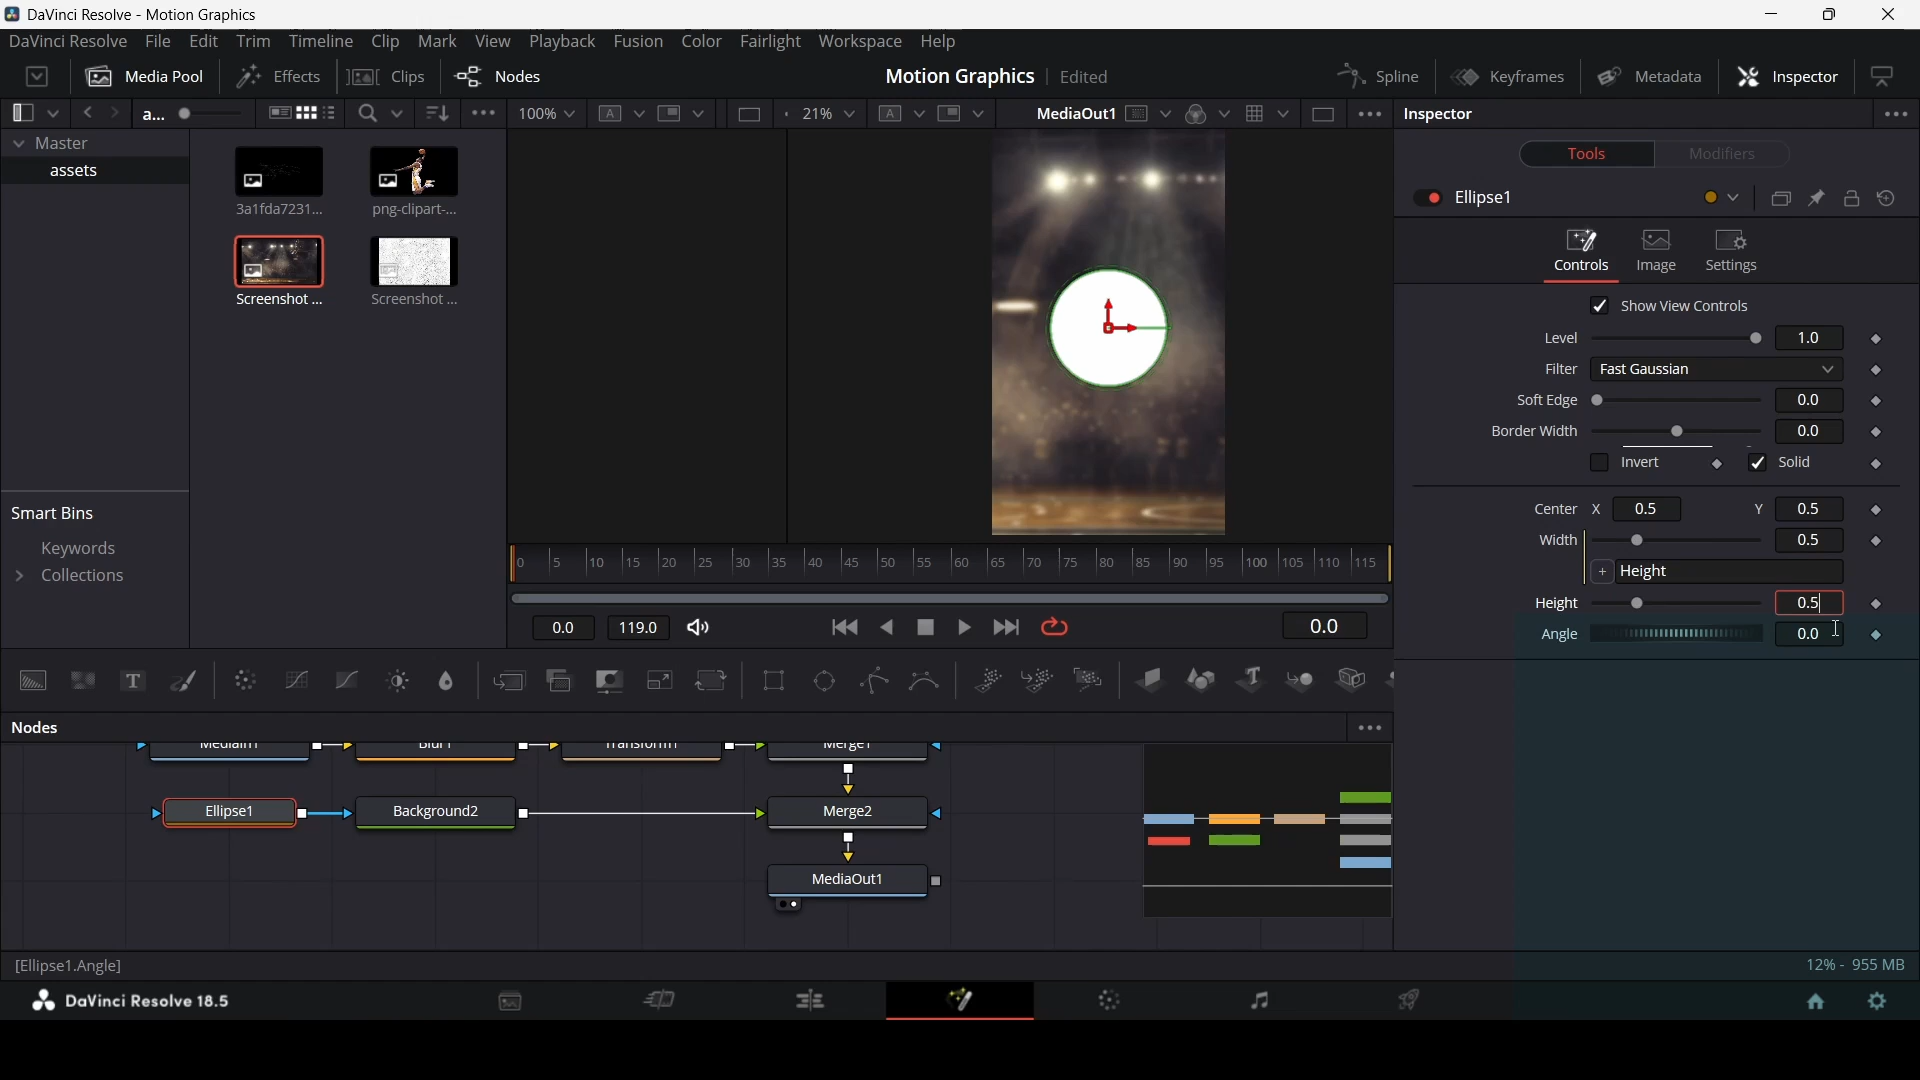 DaVinci Resolve - Motion Graphics
DaVinci Resolve File Edit Trim Timeline Clip Mark View Playback Fusion Color Fairlight Workspace Help
Media Pool Effects Clips Nodes Motion Graphics Edited Spline Keyframes Metadata Inspector
a... 100% A 21% A MediaOut1 Inspector
Master
assets
3a1fda7231... png-clipart-...
Screenshot ... Screenshot ...
Smart Bins
Keywords
Collections
Tools Modifiers
Ellipse1
Controls Image Settings
Show View Controls
Level 1.0
Filter Fast Gaussian
Soft Edge 0.0
Border Width 0.0
Invert Solid
Center X 0.5 Y 0.5
Width 0.5
+ Height
Height 0.5
Angle 0.0
0 5 10 15 20 25 30 35 40 45 50 55 60 65 70 75 80 85 90 95 100 105 110 115
0.0 119.0 0.0
T T
Nodes
MediaIn1 Blur1 Transform1 Merge1
Ellipse1 Background2 Merge2
MediaOut1
[Ellipse1.Angle] 12% - 955 MB
DaVinci Resolve 18.5